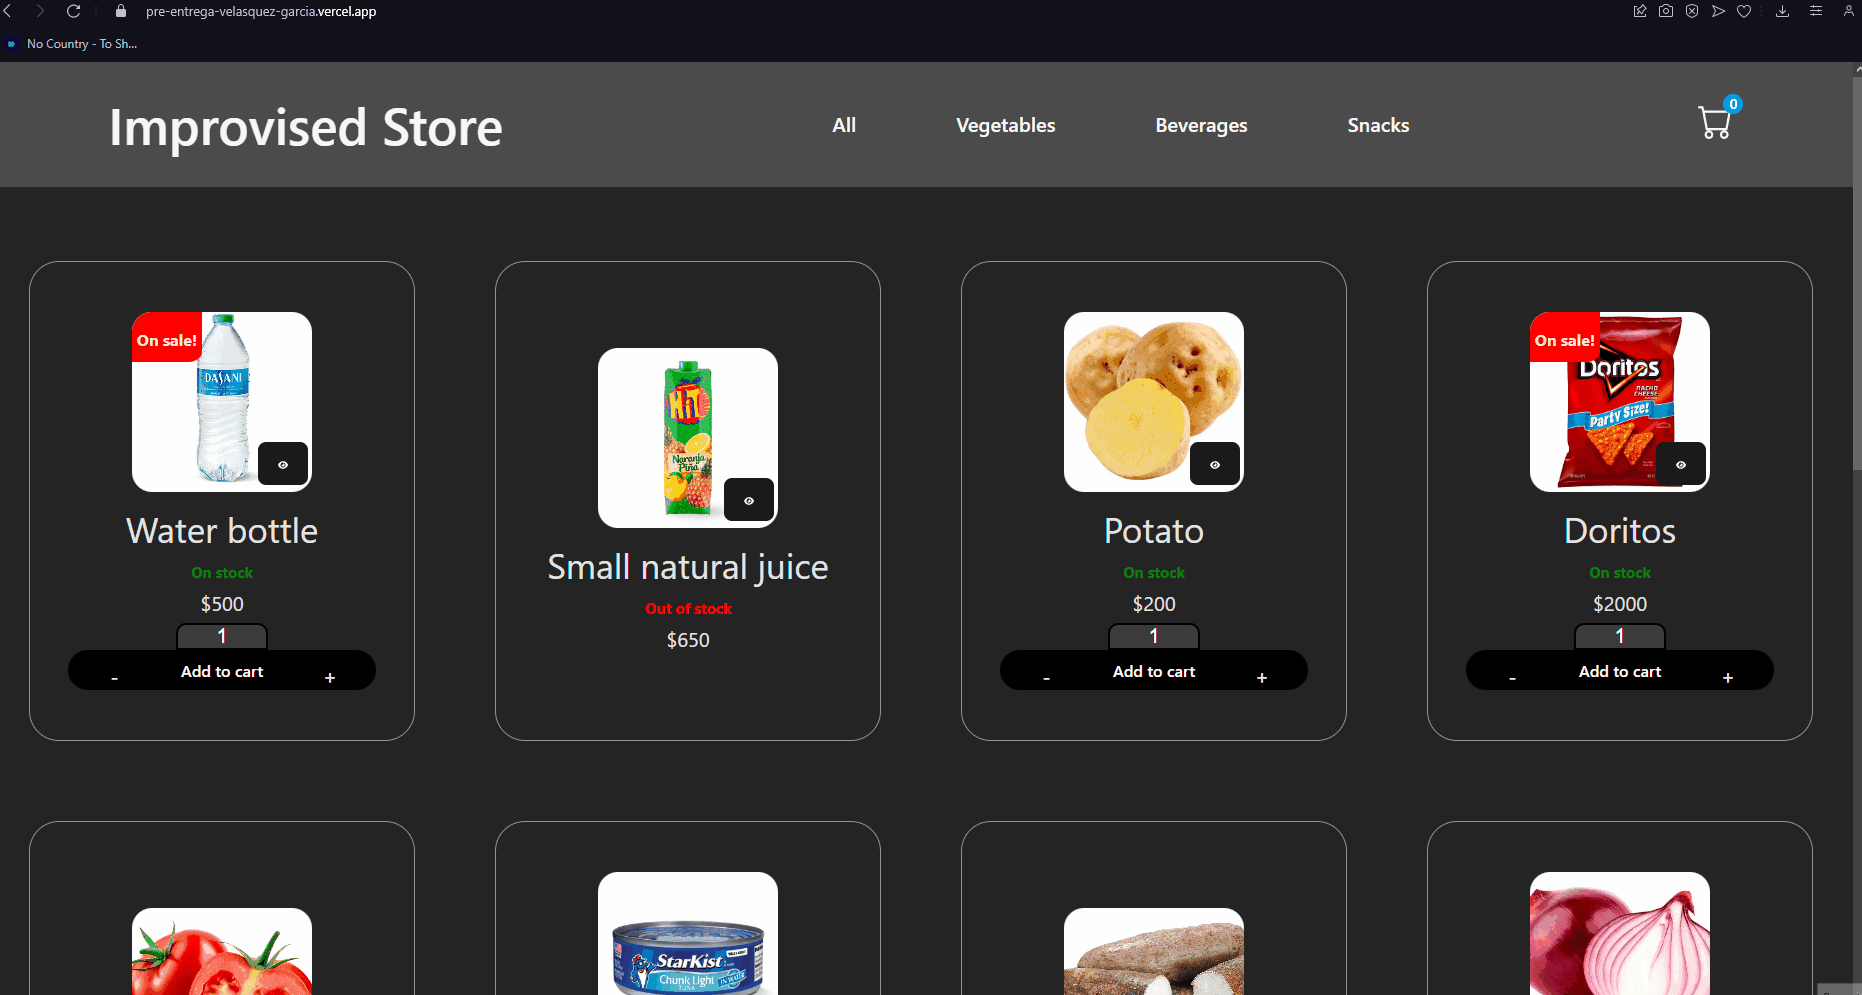 pre-entrega-velasquez-garcia.vercel.app
No Country - To Sh...
Improvised Store
All
Vegetables
Beverages
Snacks
0
On sale!
DASANI
Water bottle
On stock
$500
1
- Add to cart +
HiT
Naranja
Piña
Small natural juice
Out of stock
$650
Potato
On stock
$200
1
- Add to cart +
On sale!
Doritos
NACHO
CHEESE
Party Size!
Doritos
On stock
$2000
1
- Add to cart +
StarKist
Chunk Light
TUNA
IN WATER